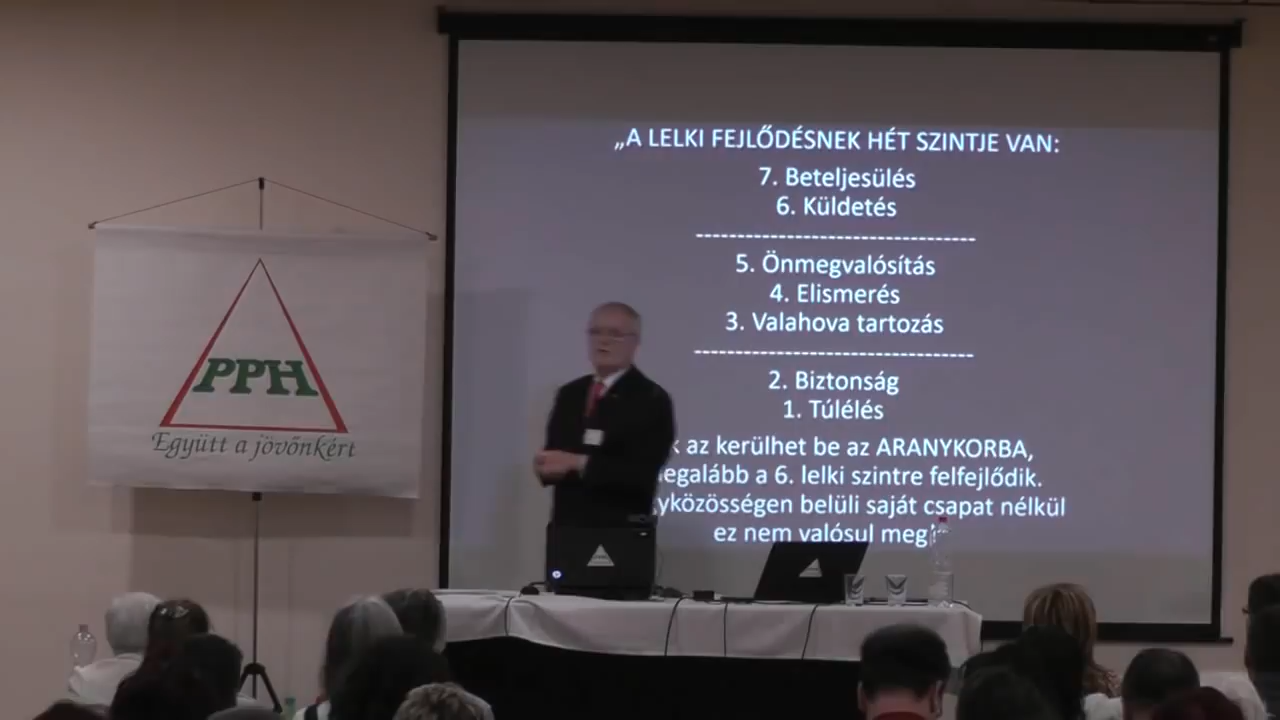 „A LELKI FEJLŐDÉSNEK HÉT SZINTJE VAN:
7. Beteljesülés
6. Küldetés
5. Önmegvalósítás
4. Elismerés
3. Valahova tartozás
2. Biztonság
1. Túlélés
az kerülhet be az ARANYKORBA,
a 6. lelki szintre felfejlődik.
belüli saját csapat nélkül
ez nem valósul meg!
PPH
Együtt a jövőnkért